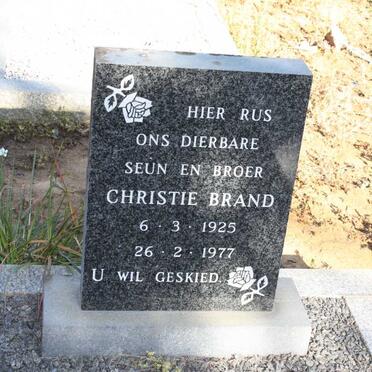 HIER RUS
ONS DIERBARE
SEUN EN BROER
CHRISTIE BRAND
6 · 3 · 1925
26 · 2 · 1977
U WIL GESKIED.